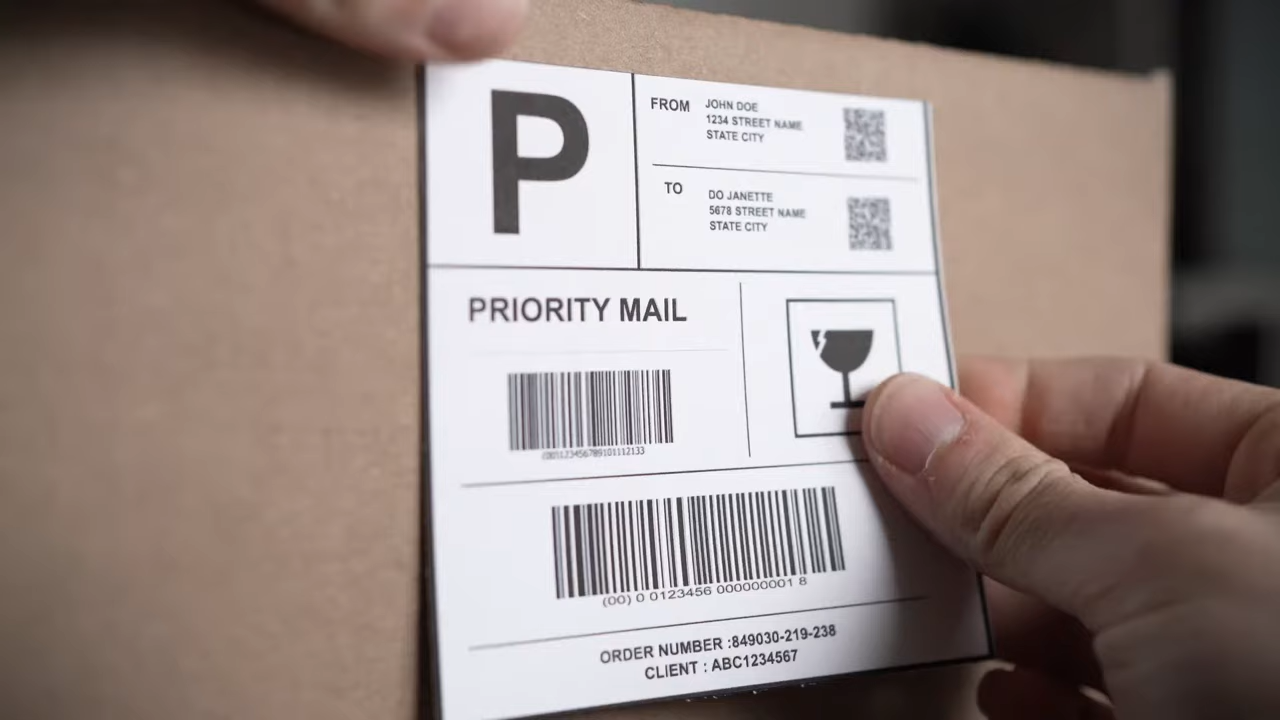 P
FROM
JOHN DOE
1234 STREET NAME
STATE CITY
TO
DO JANETTE
5678 STREET NAME
STATE CITY
PRIORITY MAIL
(00) 0 0123456 000000001 8
ORDER NUMBER :849030-219-238
CLIENT : ABC1234567